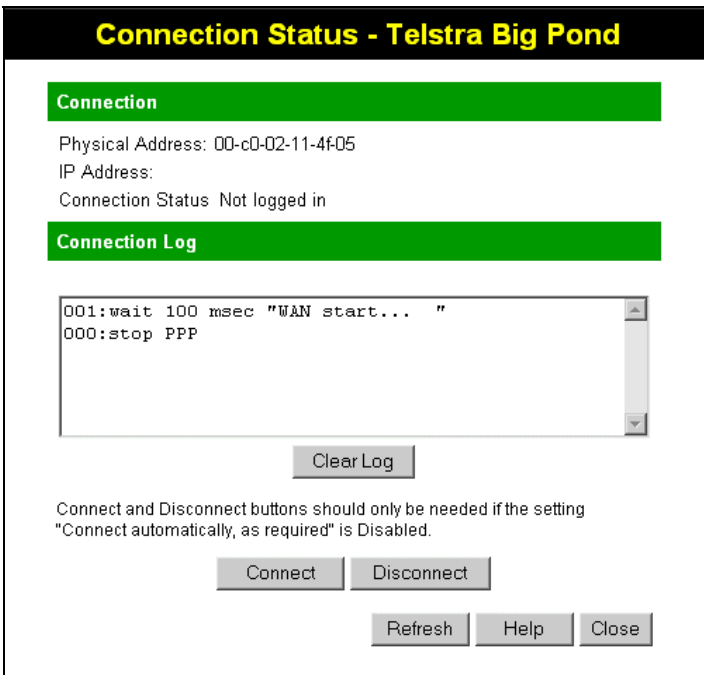 Connection Status - Telstra Big Pond
Connection
Physical Address: 00-c0-02-11-4f-05
IP Address:
Connection Status Not logged in
Connection Log
001:wait 100 msec "WAN start...  "
000:stop PPP
Clear Log
Connect and Disconnect buttons should only be needed if the setting
"Connect automatically, as required" is Disabled.
Connect Disconnect
Refresh Help Close